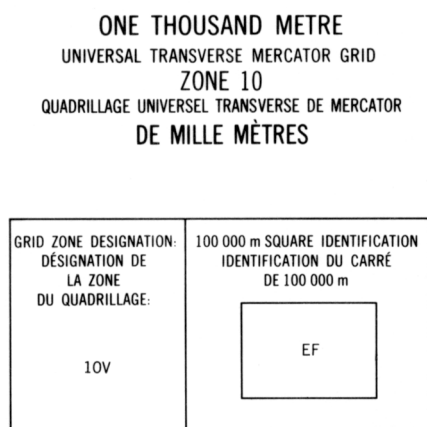 ONE THOUSAND METRE
UNIVERSAL TRANSVERSE MERCATOR GRID
ZONE 10
QUADRILLAGE UNIVERSEL TRANSVERSE DE MERCATOR
DE MILLE MÈTRES
GRID ZONE DESIGNATION:
DÉSIGNATION DE
LA ZONE
DU QUADRILLAGE:
10V
100 000 m SQUARE IDENTIFICATION
IDENTIFICATION DU CARRÉ
DE 100 000 m
EF